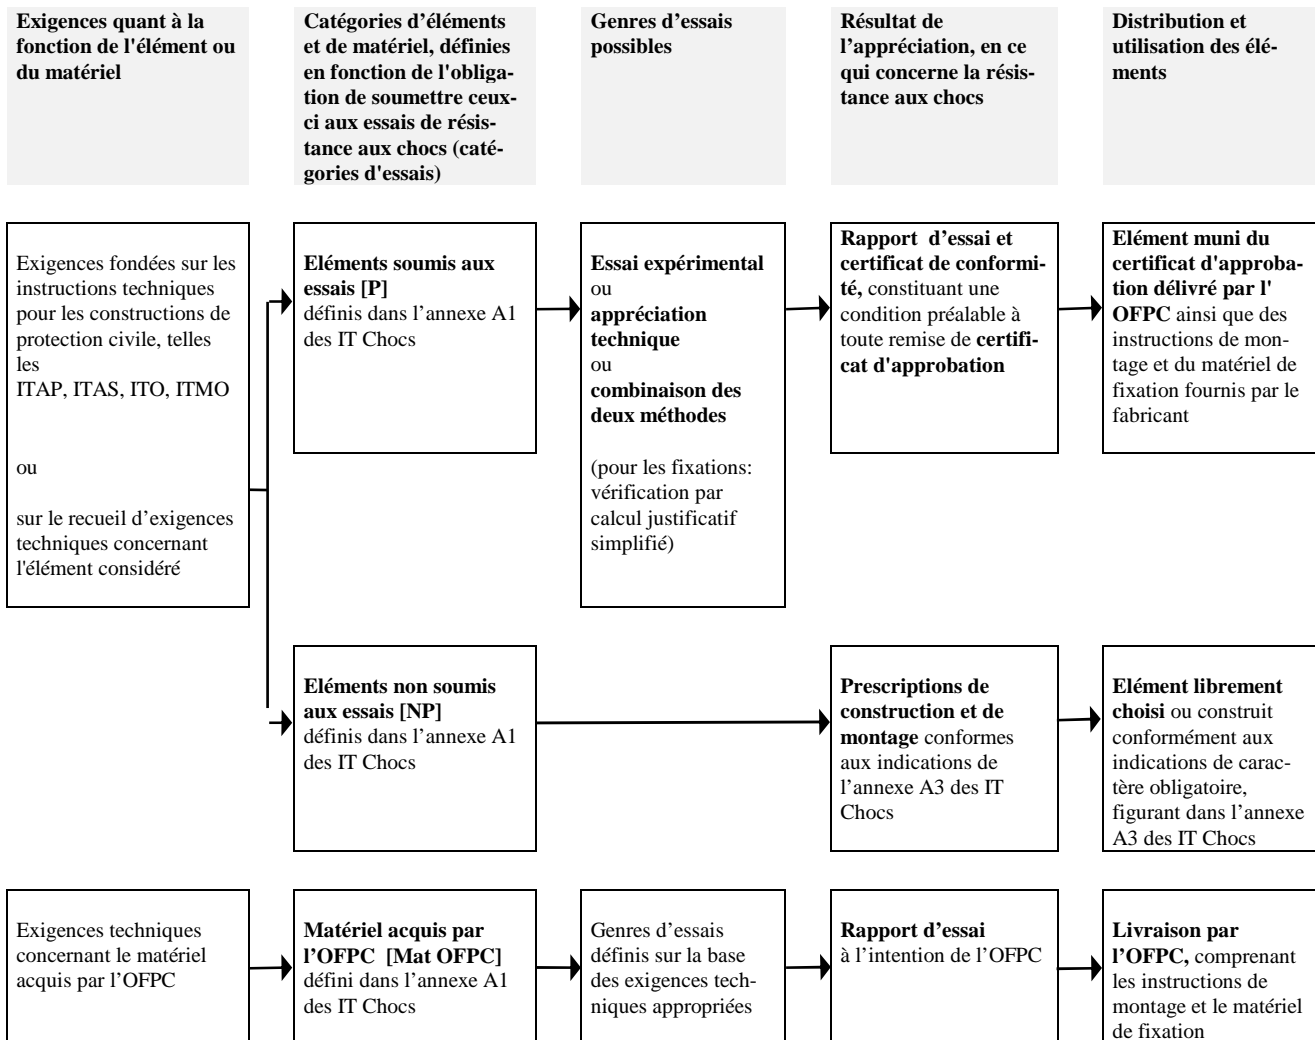 Exigences quant à la
fonction de l'élément ou
du matériel
Catégories d'éléments
et de matériel, définies
en fonction de l'obliga-
tion de soumettre ceux-
ci aux essais de résis-
tance aux chocs (caté-
gories d'essais)
Genres d'essais
possibles
Résultat de
l'appréciation, en ce
qui concerne la résis-
tance aux chocs
Distribution et
utilisation des élé-
ments
Exigences fondées sur les
instructions techniques
pour les constructions de
protection civile, telles
les
ITAP, ITAS, ITO, ITMO
ou
sur le recueil d'exigences
techniques concernant
l'élément considéré
Eléments soumis aux
essais [P]
définis dans l'annexe A1
des IT Chocs
Essai expérimental
ou
appréciation
technique
ou
combinaison des
deux méthodes
(pour les fixations:
vérification par
calcul justificatif
simplifié)
Rapport d'essai et
certificat de conformi-
té, constituant une
condition préalable à
toute remise de certifi-
cat d'approbation
Elément muni du
certificat d'approba-
tion délivré par l'
OFPC ainsi que des
instructions de mon-
tage et du matériel de
fixation fournis par le
fabricant
Eléments non soumis
aux essais [NP]
définis dans l'annexe A1
des IT Chocs
Prescriptions de
construction et de
montage conformes
aux indications de
l'annexe A3 des IT
Chocs
Elément librement
choisi ou construit
conformément aux
indications de carac-
tère obligatoire,
figurant dans l'annexe
A3 des IT Chocs
Exigences techniques
concernant le matériel
acquis par l'OFPC
Matériel acquis par
l'OFPC [Mat OFPC]
défini dans l'annexe A1
des IT Chocs
Genres d'essais
définis sur la base
des exigences tech-
niques appropriées
Rapport d'essai
à l'intention de l'OFPC
Livraison par
l'OFPC, comprenant
les instructions de
montage et le matériel
de fixation